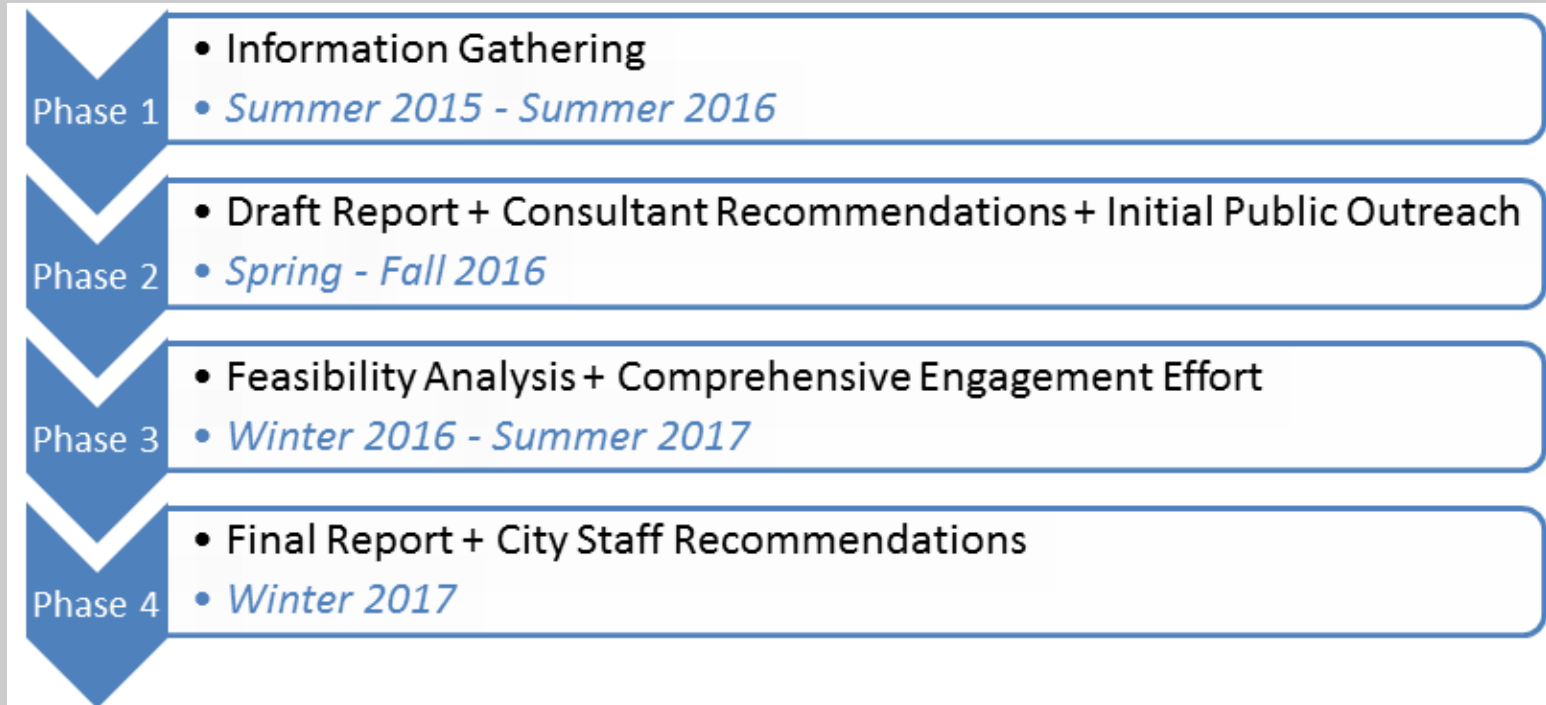 Phase 1
• Information Gathering
• Summer 2015 - Summer 2016
Phase 2
• Draft Report + Consultant Recommendations + Initial Public Outreach
• Spring - Fall 2016
Phase 3
• Feasibility Analysis + Comprehensive Engagement Effort
• Winter 2016 - Summer 2017
Phase 4
• Final Report + City Staff Recommendations
• Winter 2017